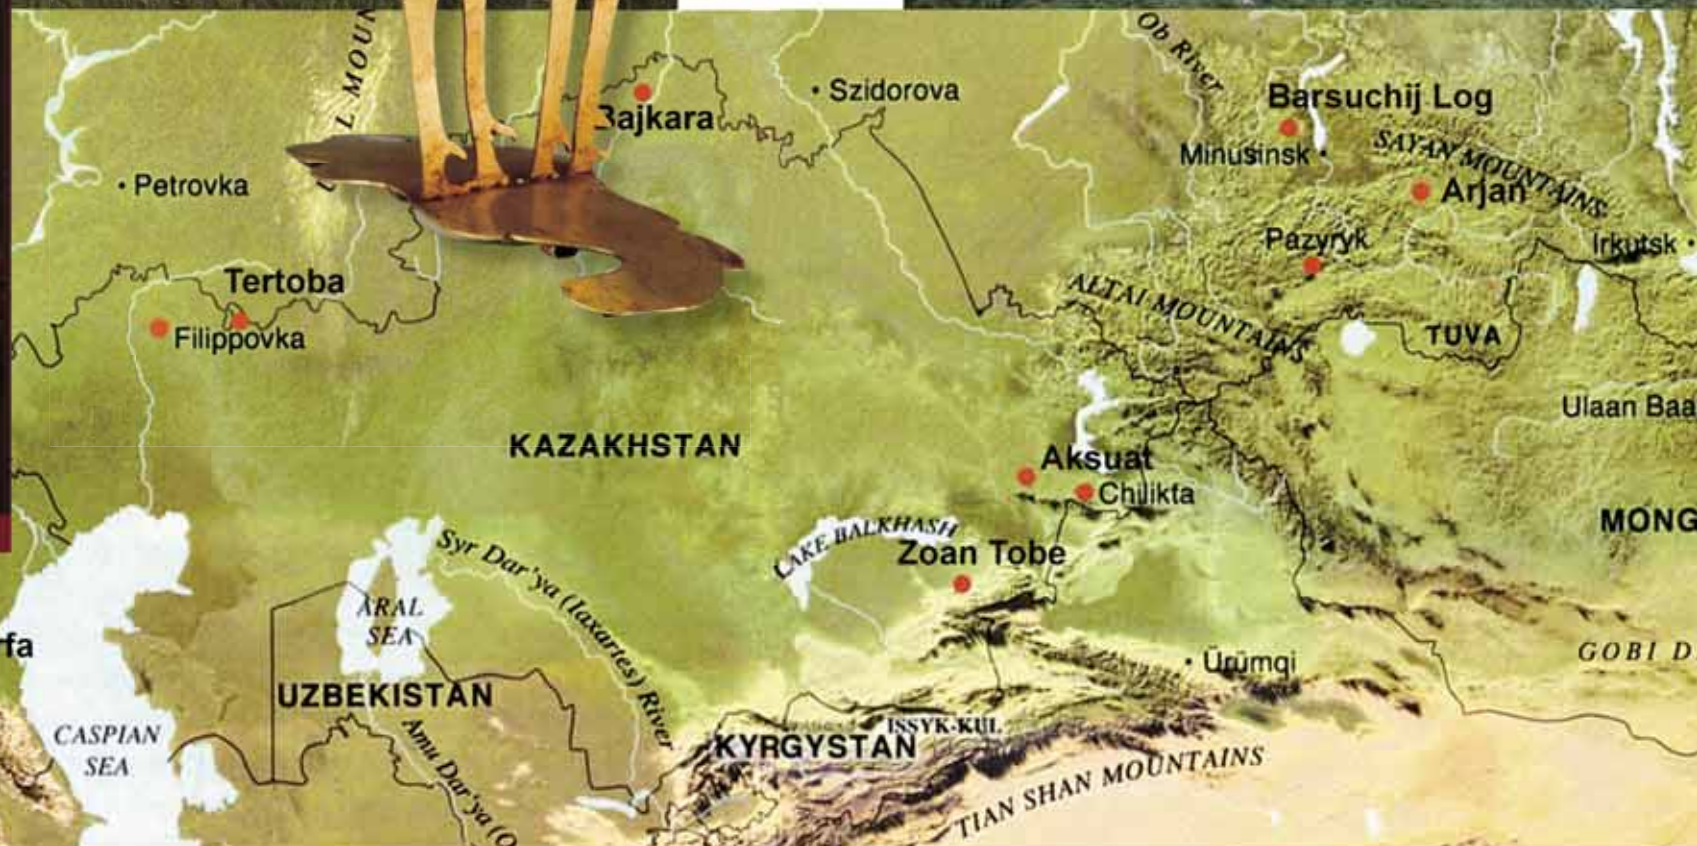 L MOUN
Ob River
Szidorova
Barsuchij Log
Bajkara
SAYAN MOUNTAINS
Minusinsk
Petrovka
Arjan
Pazyryk
Irkutsk
Tertoba
ALTAI MOUNTAINS
Filippovka
TUVA
Ulaan Baa
KAZAKHSTAN
Aksuat
Chilikta
MONG
LAKE BALKHASH
Syr Dar'ya (Iaxartes) River
Zoan Tobe
ARAL
SEA
fa
GOBI D
Ürümqi
UZBEKISTAN
ISSYK-KUL
CASPIAN
SEA
KYRGYSTAN
Amu Dar'ya (O
TIAN SHAN MOUNTAINS